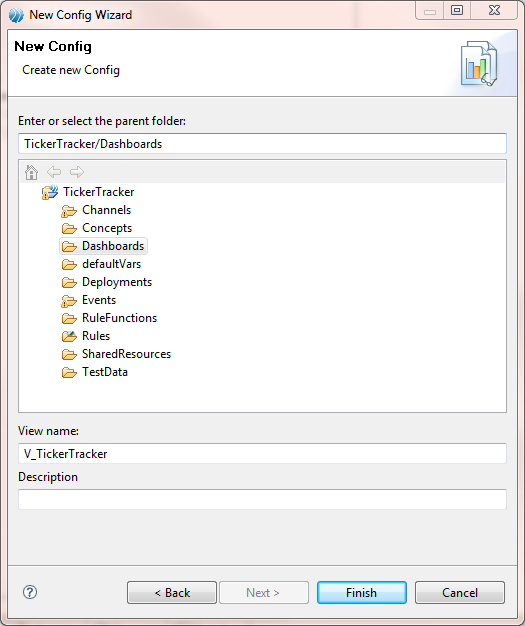 New Config Wizard
New Config
Create new Config
Enter or select the parent folder:
TickerTracker/Dashboards
TickerTracker
Channels
Concepts
Dashboards
defaultVars
Deployments
Events
RuleFunctions
Rules
SharedResources
TestData
View name:
V_TickerTracker
Description
?
< Back
Next >
Finish
Cancel